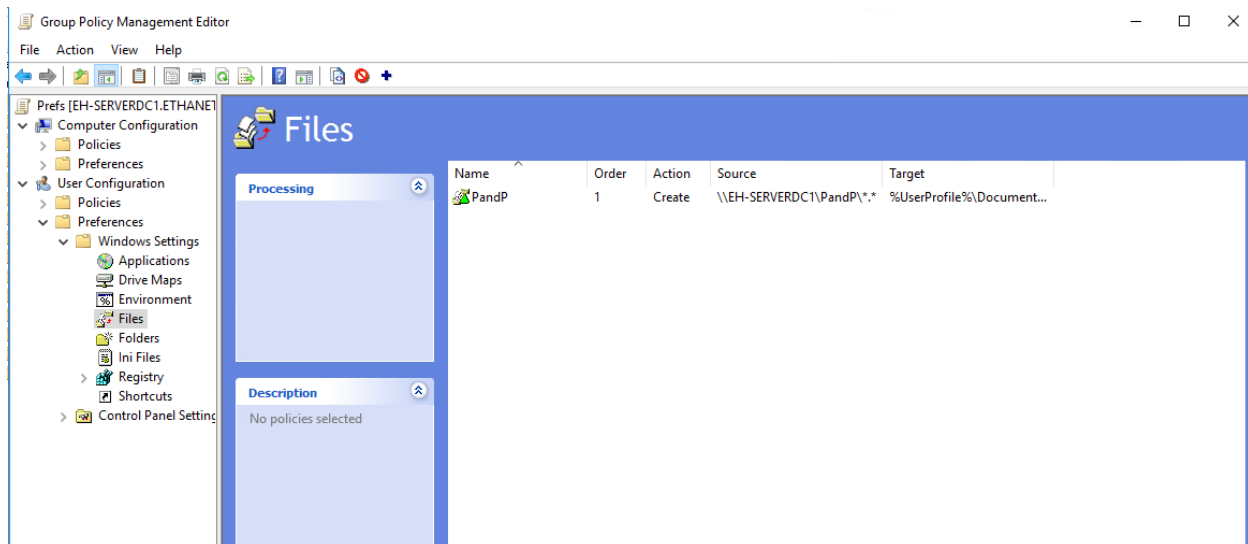 Group Policy Management Editor
File Action View Help
Prefs [EH-SERVERDC1.ETHANET
Computer Configuration
Policies
Preferences
User Configuration
Policies
Preferences
Windows Settings
Applications
Drive Maps
Environment
Files
Folders
Ini Files
Registry
Shortcuts
Control Panel Setting
Files
Processing
Description
No policies selected
Name Order Action Source Target
PandP 1 Create \\EH-SERVERDC1\PandP\*.* %UserProfile%\Document...